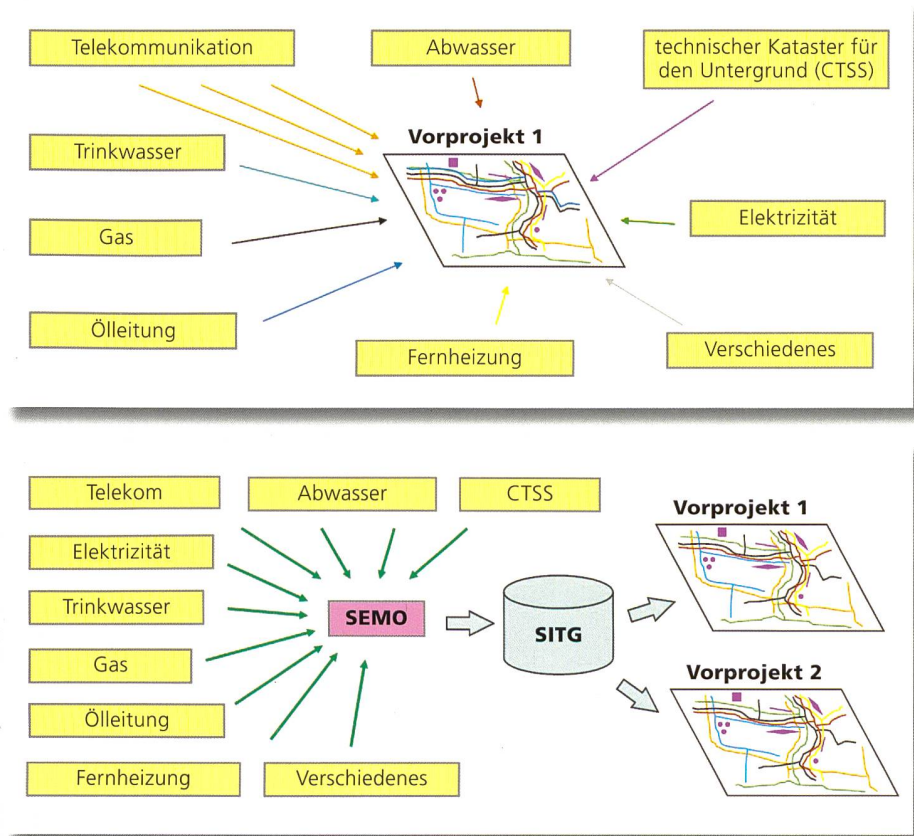 Telekommunikation
Abwasser
technischer Kataster für
den Untergrund (CTSS)
Vorprojekt 1
Trinkwasser
Gas
Elektrizität
Ölleitung
Fernheizung
Verschiedenes
Telekom
Abwasser
CTSS
Vorprojekt 1
Elektrizität
Trinkwasser
SEMO
SITG
Gas
Vorprojekt 2
Ölleitung
Fernheizung
Verschiedenes